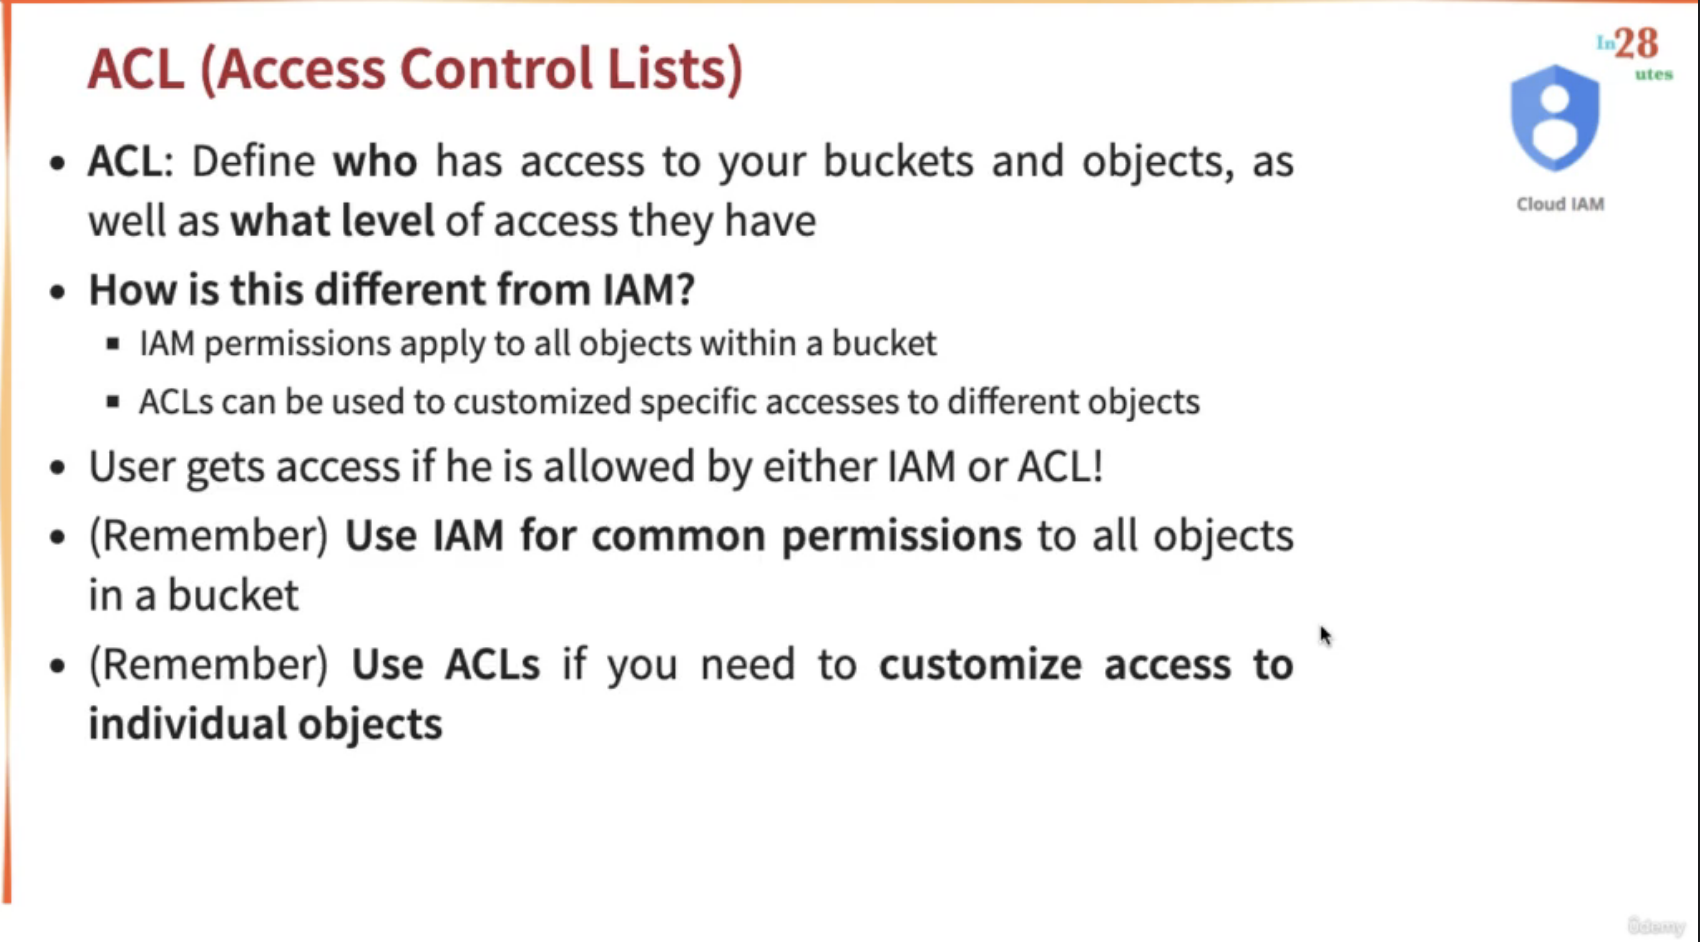 ACL (Access Control Lists)
In28
utes
Cloud IAM
• ACL: Define who has access to your buckets and objects, as
well as what level of access they have
• How is this different from IAM?
▪ IAM permissions apply to all objects within a bucket
▪ ACLs can be used to customized specific accesses to different objects
• User gets access if he is allowed by either IAM or ACL!
• (Remember) Use IAM for common permissions to all objects
in a bucket
• (Remember) Use ACLs if you need to customize access to
individual objects
ûdemy